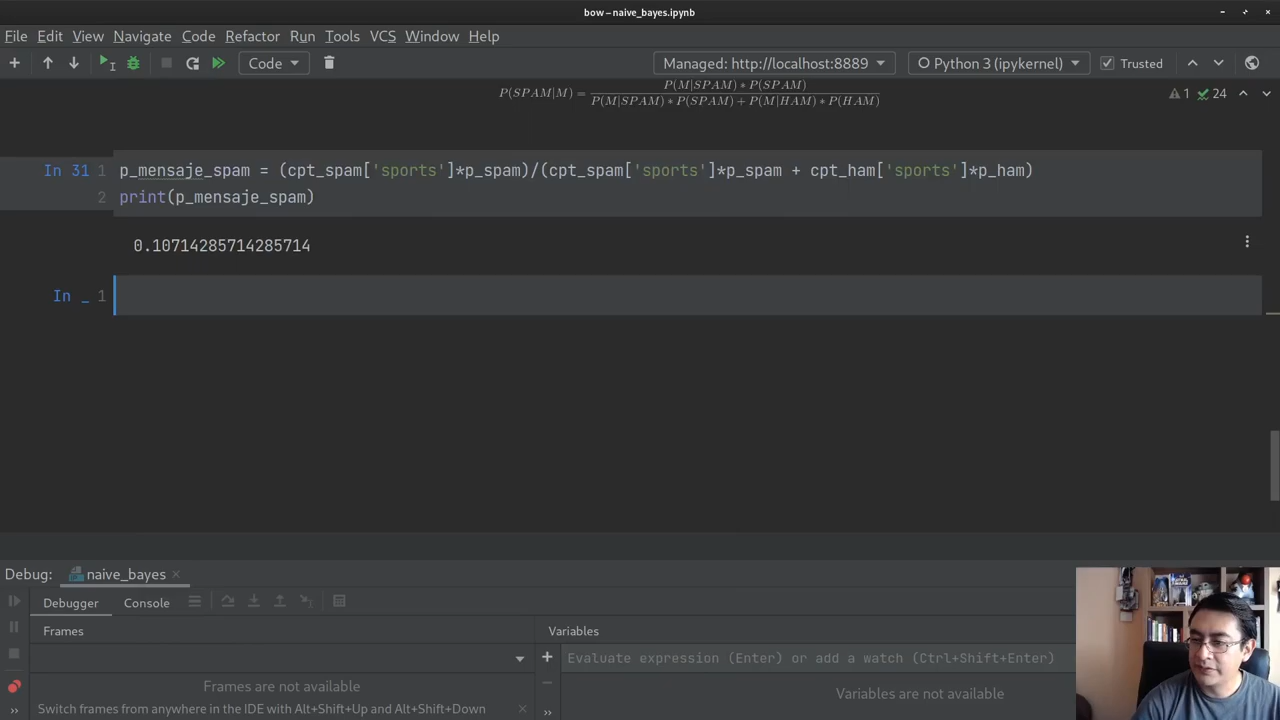 bow – naive_bayes.ipynb
File Edit View Navigate Code Refactor Run Tools VCS Window Help
Code Managed: http://localhost:8889 Python 3 (ipykernel) Trusted
P(SPAM|M) = P(M|SPAM) * P(SPAM) / P(M|SPAM) * P(SPAM) + P(M|HAM) * P(HAM)
1 24
In 31 1 p_mensaje_spam = (cpt_spam['sports']*p_spam)/(cpt_spam['sports']*p_spam + cpt_ham['sports']*p_ham)
2 print(p_mensaje_spam)
0.10714285714285714
In _ 1
Debug: naive_bayes
Debugger Console
Frames Variables
Evaluate expression (Enter) or add a watch (Ctrl+Shift+Enter)
Frames are not available Variables are not available
Switch frames from anywhere in the IDE with Alt+Shift+Up and Alt+Shift+Down